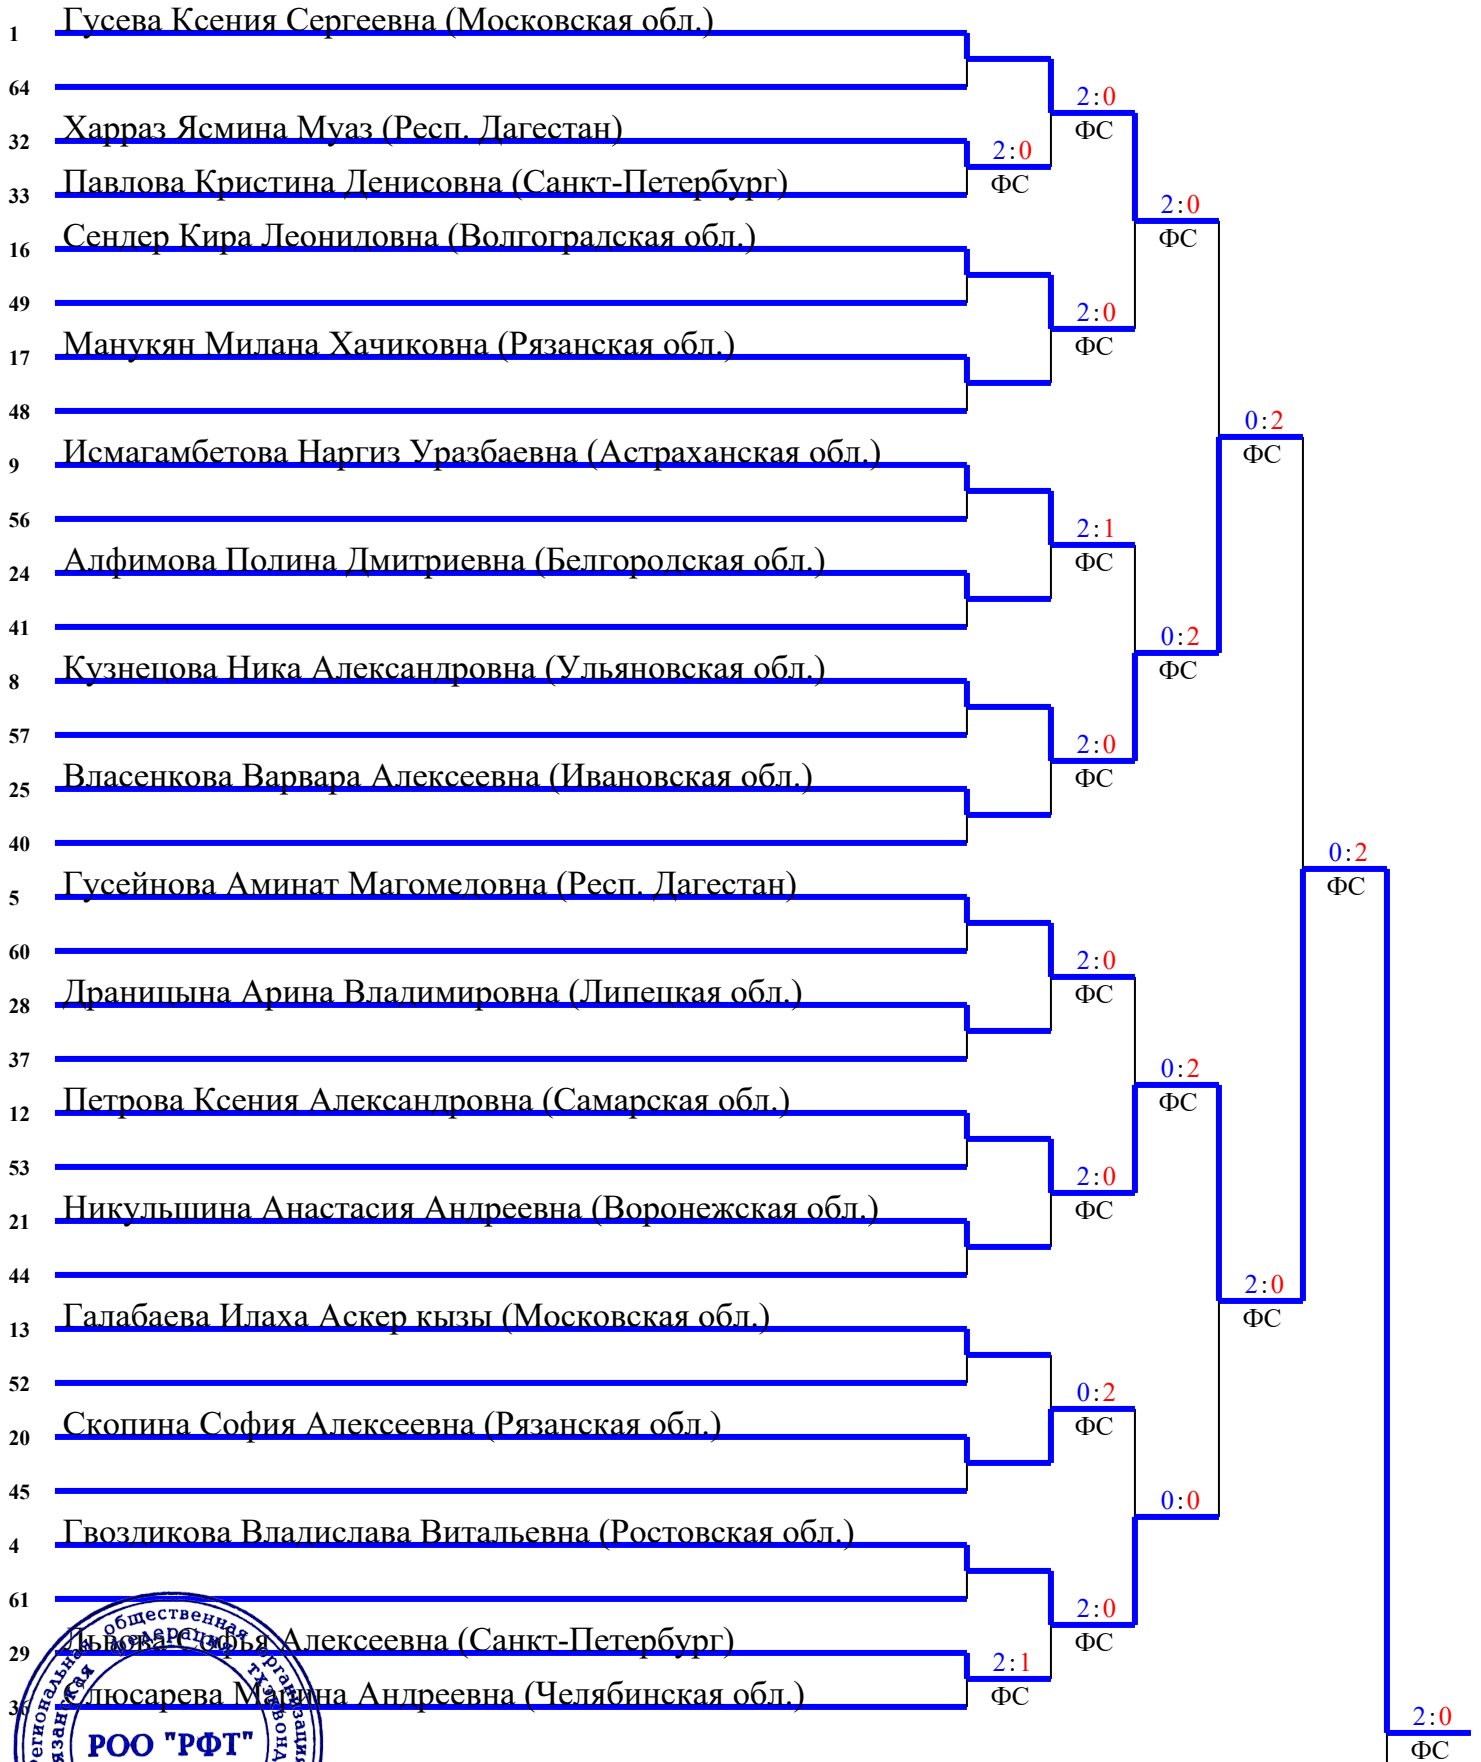 1 Гусева Ксения Сергеевна (Московская обл.)
64
2:0
ФС
32 Харраз Ясмина Муаз (Респ. Дагестан)
2:0
ФС
33 Павлова Кристина Денисовна (Санкт-Петербург)
2:0
ФС
16 Сендер Кира Леонидовна (Волгоградская обл.)
49
2:0
ФС
17 Манукян Милана Хачиковна (Рязанская обл.)
48
0:2
ФС
9 Исмагамбетова Наргиз Уразбаевна (Астраханская обл.)
56
2:1
ФС
24 Алфимова Полина Дмитриевна (Белгородская обл.)
41
0:2
ФС
8 Кузнецова Ника Александровна (Ульяновская обл.)
57
2:0
ФС
25 Власенкова Варвара Алексеевна (Ивановская обл.)
40
0:2
ФС
5 Гусейнова Аминат Магомедовна (Респ. Дагестан)
60
2:0
ФС
28 Драницына Арина Владимировна (Липецкая обл.)
37
0:2
ФС
12 Петрова Ксения Александровна (Самарская обл.)
53
2:0
ФС
21 Никульшина Анастасия Андреевна (Воронежская обл.)
44
2:0
ФС
13 Галабаева Илаха Аскер кызы (Московская обл.)
52
0:2
ФС
20 Скопина София Алексеевна (Рязанская обл.)
45
0:0
4 Гвоздикова Владислава Витальевна (Ростовская обл.)
61
2:0
ФС
29 Львова Софья Алексеевна (Санкт-Петербург)
2:1
ФС
36 Слюсарева Марина Андреевна (Челябинская обл.)
2:0
ФС
общественная организация
федерация тхэквонд
РОО "РФТ"